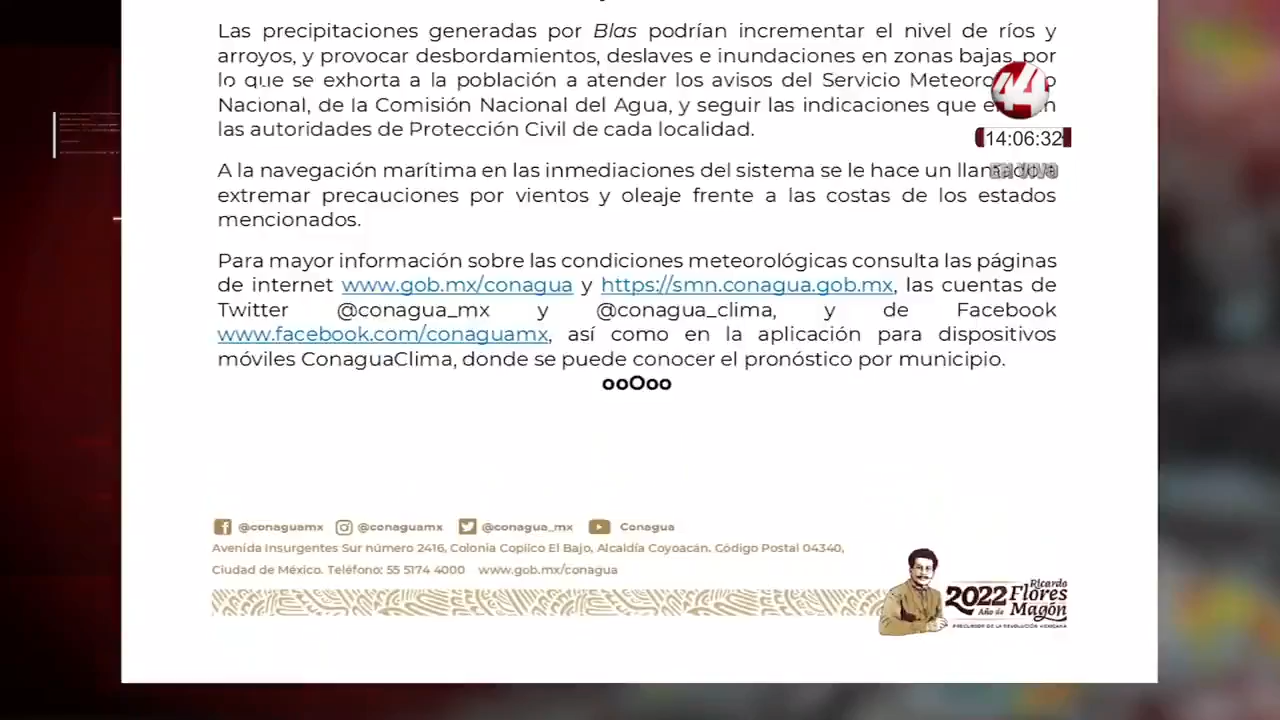 Las precipitaciones generadas por Blas podrían incrementar el nivel de ríos y
arroyos, y provocar desbordamientos, deslaves e inundaciones en zonas bajas, por
lo que se exhorta a la población a atender los avisos del Servicio
Nacional, de la Comisión Nacional del Agua, y seguir las indicaciones que
las autoridades de Protección Civil de cada localidad.
44
14:06:32
EN VIVO
A la navegación marítima en las inmediaciones del sistema se le hace un
extremar precauciones por vientos y oleaje frente a las costas de los estados
mencionados.
Para mayor información sobre las condiciones meteorológicas consulta las páginas
de internet www.gob.mx/conagua y https://smn.conagua.gob.mx, las cuentas de
Twitter @conagua_mx y @conagua_clima, y de Facebook
www.facebook.com/conaguamx, así como en la aplicación para dispositivos
móviles ConaguaClima, donde se puede conocer el pronóstico por municipio.
ooOoo
@conaguamx @conaguamx @conagua_mx Conagua
Avenida Insurgentes Sur número 2416, Colonia Copilco El Bajo, Alcaldía Coyoacán. Código Postal 04340,
Ciudad de México. Teléfono: 55 5174 4000 www.gob.mx/conagua
2022 Año de Ricardo Flores Magón
PRECURSOR DE LA REVOLUCIÓN MEXICANA